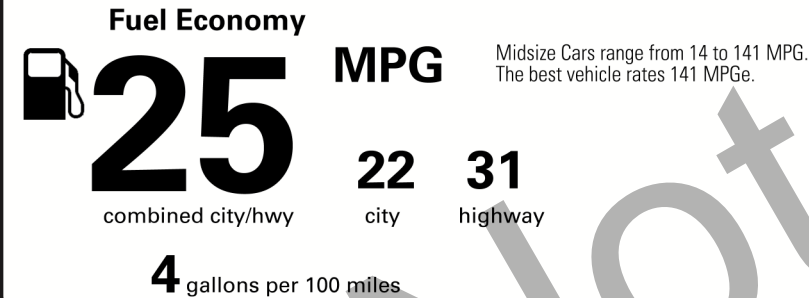 Fuel Economy
25 MPG
Midsize Cars range from 14 to 141 MPG.
The best vehicle rates 141 MPGe.
22 31
combined city/hwy city highway
4 gallons per 100 miles
Not